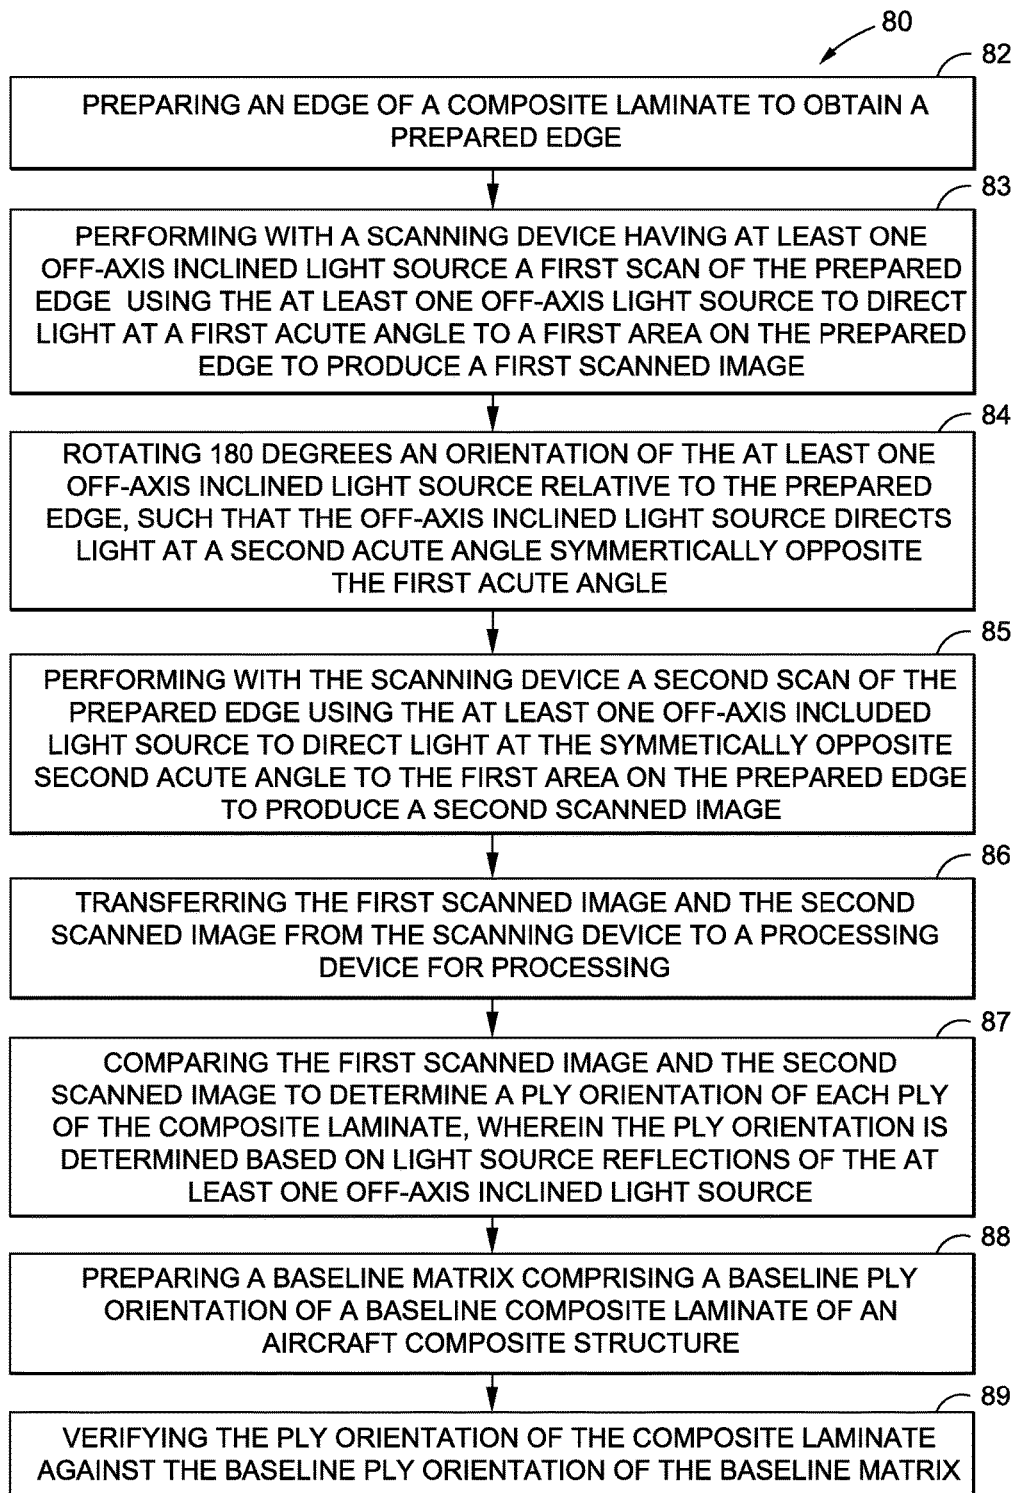 80
82
PREPARING AN EDGE OF A COMPOSITE LAMINATE TO OBTAIN A
PREPARED EDGE
83
PERFORMING WITH A SCANNING DEVICE HAVING AT LEAST ONE
OFF-AXIS INCLINED LIGHT SOURCE A FIRST SCAN OF THE PREPARED
EDGE USING THE AT LEAST ONE OFF-AXIS LIGHT SOURCE TO DIRECT
LIGHT AT A FIRST ACUTE ANGLE TO A FIRST AREA ON THE PREPARED
EDGE TO PRODUCE A FIRST SCANNED IMAGE
84
ROTATING 180 DEGREES AN ORIENTATION OF THE AT LEAST ONE
OFF-AXIS INCLINED LIGHT SOURCE RELATIVE TO THE PREPARED
EDGE, SUCH THAT THE OFF-AXIS INCLINED LIGHT SOURCE DIRECTS
LIGHT AT A SECOND ACUTE ANGLE SYMMERTICALLY OPPOSITE
THE FIRST ACUTE ANGLE
85
PERFORMING WITH THE SCANNING DEVICE A SECOND SCAN OF THE
PREPARED EDGE USING THE AT LEAST ONE OFF-AXIS INCLUDED
LIGHT SOURCE TO DIRECT LIGHT AT THE SYMMETICALLY OPPOSITE
SECOND ACUTE ANGLE TO THE FIRST AREA ON THE PREPARED EDGE
TO PRODUCE A SECOND SCANNED IMAGE
86
TRANSFERRING THE FIRST SCANNED IMAGE AND THE SECOND
SCANNED IMAGE FROM THE SCANNING DEVICE TO A PROCESSING
DEVICE FOR PROCESSING
87
COMPARING THE FIRST SCANNED IMAGE AND THE SECOND
SCANNED IMAGE TO DETERMINE A PLY ORIENTATION OF EACH PLY
OF THE COMPOSITE LAMINATE, WHEREIN THE PLY ORIENTATION IS
DETERMINED BASED ON LIGHT SOURCE REFLECTIONS OF THE AT
LEAST ONE OFF-AXIS INCLINED LIGHT SOURCE
88
PREPARING A BASELINE MATRIX COMPRISING A BASELINE PLY
ORIENTATION OF A BASELINE COMPOSITE LAMINATE OF AN
AIRCRAFT COMPOSITE STRUCTURE
89
VERIFYING THE PLY ORIENTATION OF THE COMPOSITE LAMINATE
AGAINST THE BASELINE PLY ORIENTATION OF THE BASELINE MATRIX